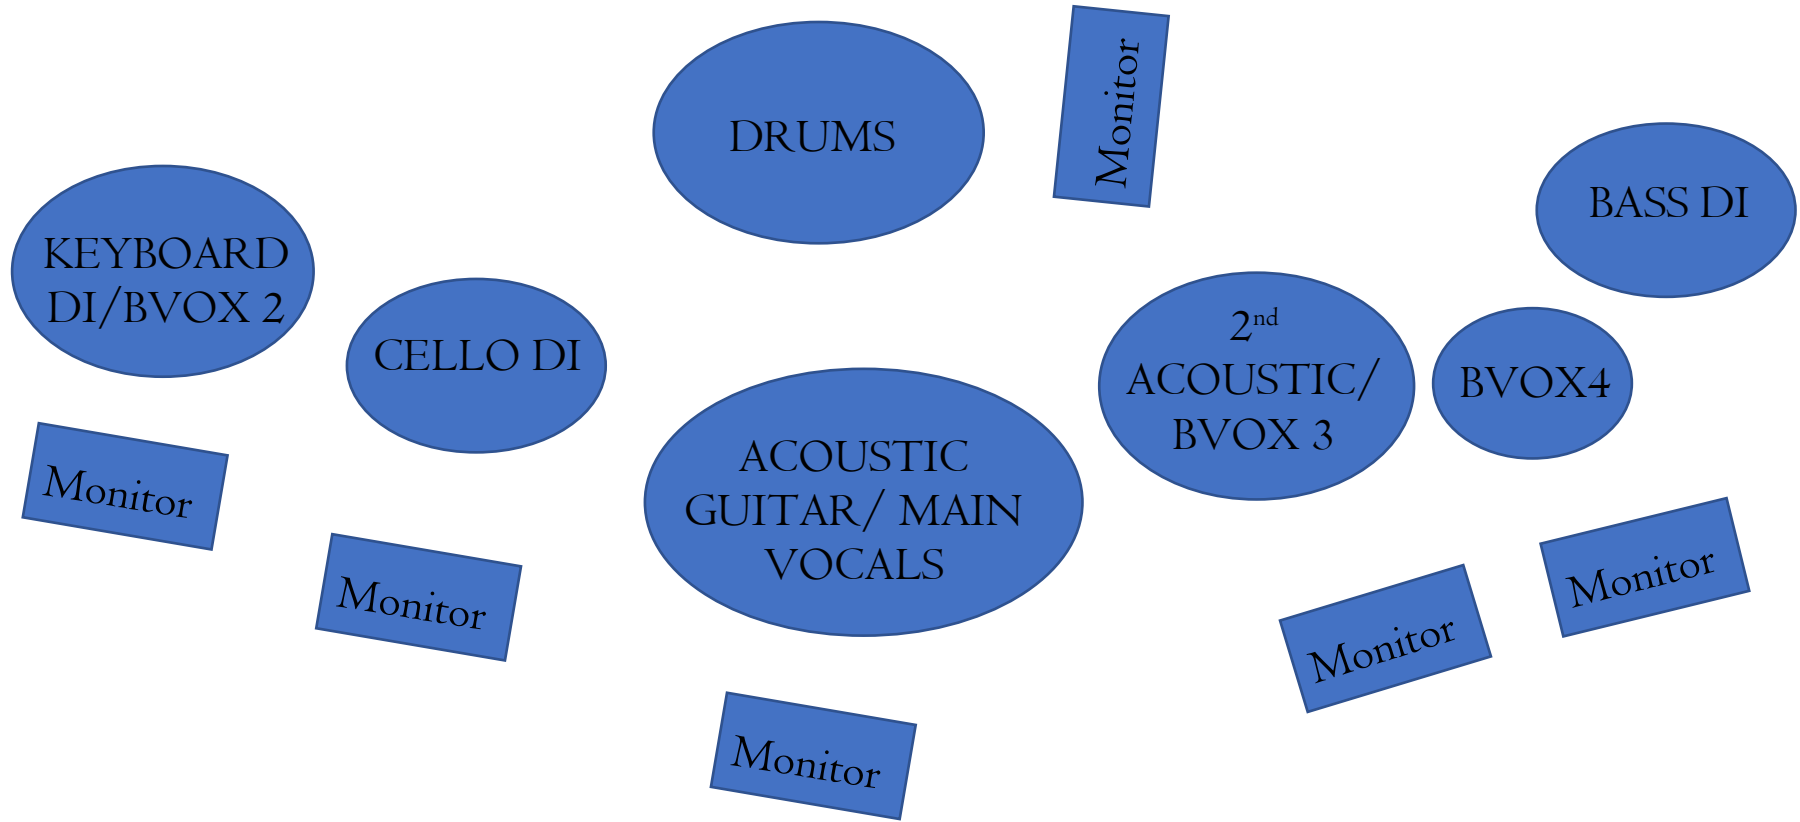 Monitor
DRUMS
BASS DI
KEYBOARD
DI/BVOX 2
CELLO DI
2nd
ACOUSTIC/
BVOX 3
BVOX4
ACOUSTIC
GUITAR/ MAIN
VOCALS
Monitor
Monitor
Monitor
Monitor
Monitor